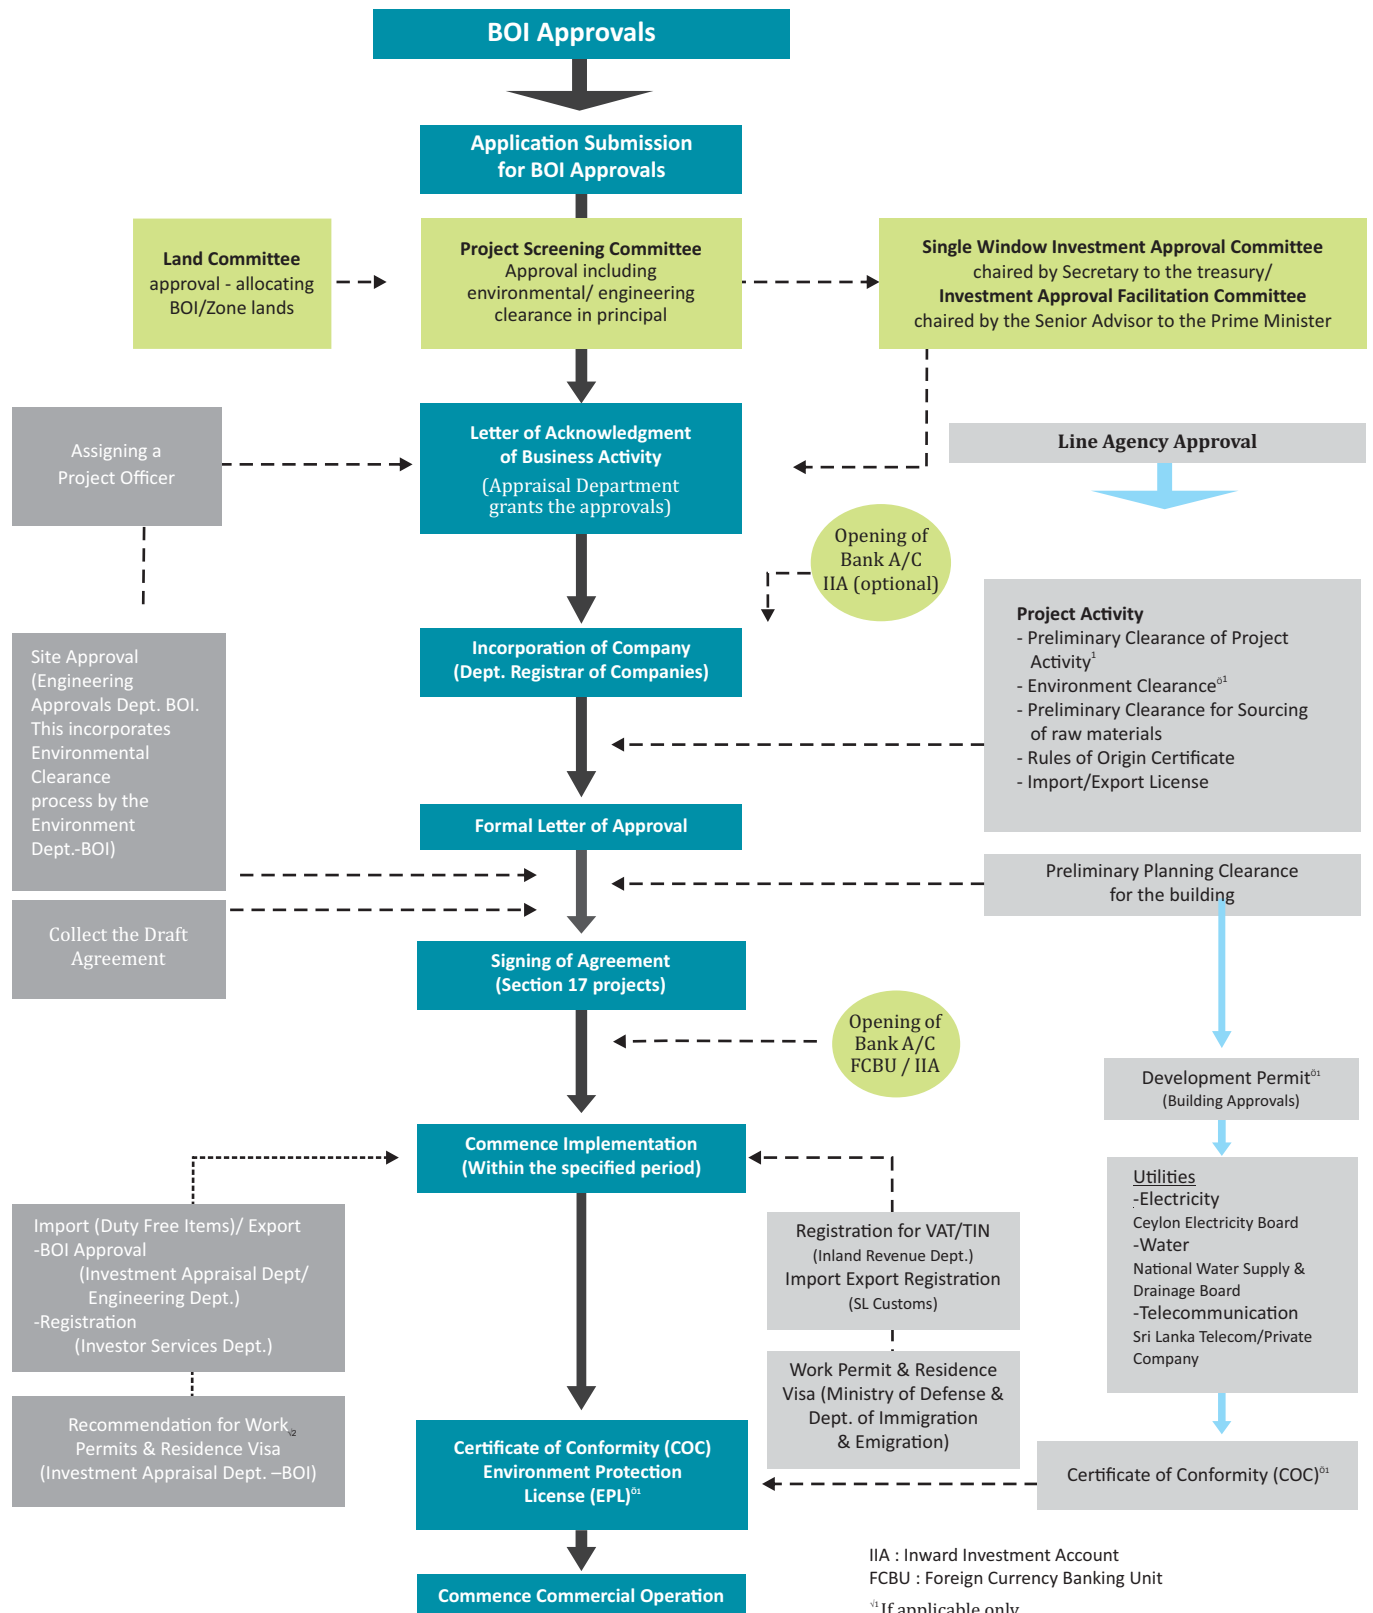 BOI Approvals
Application Submission
for BOI Approvals
Land Committee
approval - allocating
BOI/Zone lands
Project Screening Committee
Approval including
environmental/ engineering
clearance in principal
Single Window Investment Approval Committee
chaired by Secretary to the treasury/
Investment Approval Facilitation Committee
chaired by the Senior Advisor to the Prime Minister
Assigning a
Project Officer
Letter of Acknowledgment
of Business Activity
(Appraisal Department
grants the approvals)
Line Agency Approval
Opening of
Bank A/C
IIA (optional)
Site Approval
(Engineering
Approvals Dept. BOI.
This incorporates
Environmental
Clearance
process by the
Environment
Dept.-BOI)
Incorporation of Company
(Dept. Registrar of Companies)
Project Activity
- Preliminary Clearance of Project
Activity¹
- Environment Clearanceö¹
- Preliminary Clearance for Sourcing
of raw materials
- Rules of Origin Certificate
- Import/Export License
Formal Letter of Approval
Preliminary Planning Clearance
for the building
Collect the Draft
Agreement
Signing of Agreement
(Section 17 projects)
Opening of
Bank A/C
FCBU / IIA
Development Permitö¹
(Building Approvals)
Commence Implementation
(Within the specified period)
Utilities
-Electricity
Ceylon Electricity Board
-Water
National Water Supply &
Drainage Board
-Telecommunication
Sri Lanka Telecom/Private
Company
Import (Duty Free Items)/ Export
-BOI Approval
(Investment Appraisal Dept/
Engineering Dept.)
-Registration
(Investor Services Dept.)
Registration for VAT/TIN
(Inland Revenue Dept.)
Import Export Registration
(SL Customs)
Work Permit & Residence
Visa (Ministry of Defense &
Dept. of Immigration
& Emigration)
Recommendation for Work√2
Permits & Residence Visa
(Investment Appraisal Dept. –BOI)
Certificate of Conformity (COC)
Environment Protection
License (EPL)ö¹
Certificate of Conformity (COC)ö¹
Commence Commercial Operation
IIA : Inward Investment Account
FCBU : Foreign Currency Banking Unit
√1 If applicable only